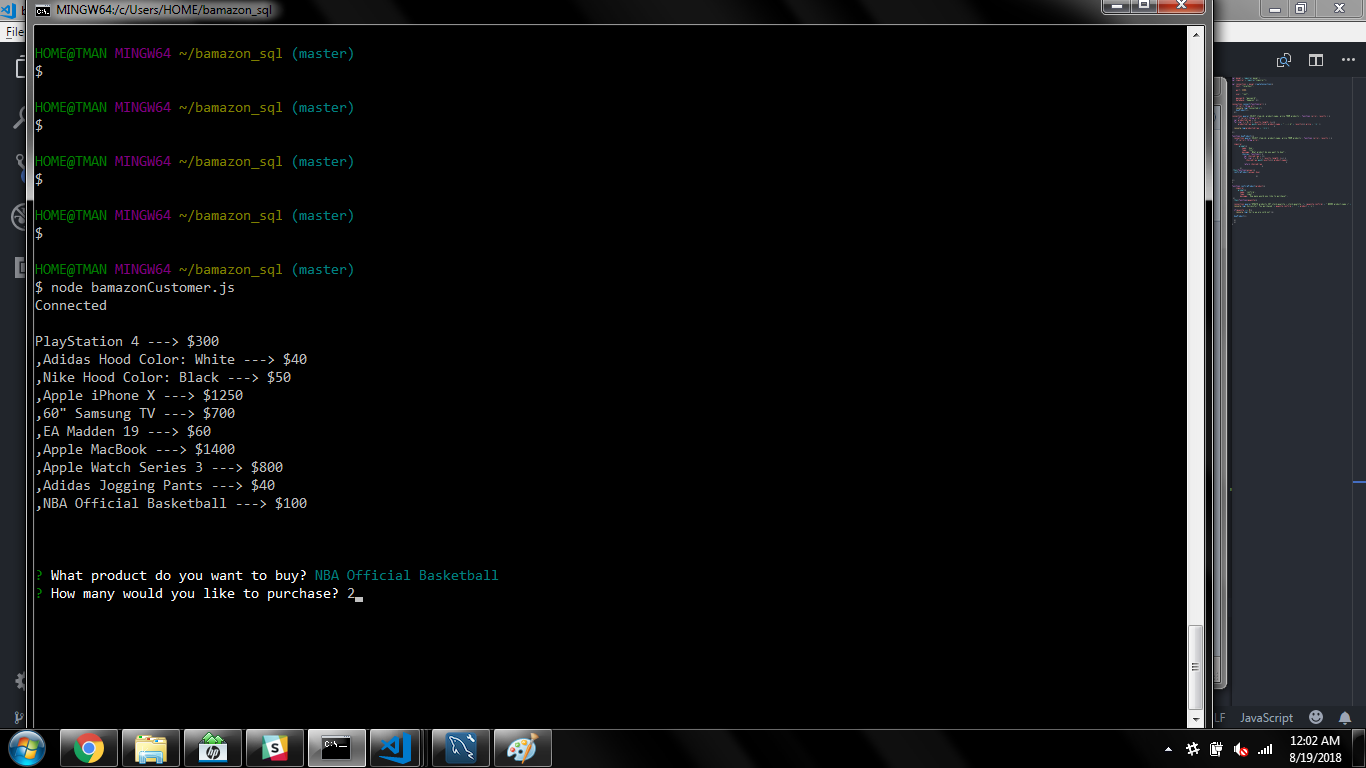 MINGW64:/c/Users/HOME/bamazon_sql
File
HOME@TMAN MINGW64 ~/bamazon_sql (master)
$
HOME@TMAN MINGW64 ~/bamazon_sql (master)
$
HOME@TMAN MINGW64 ~/bamazon_sql (master)
$
HOME@TMAN MINGW64 ~/bamazon_sql (master)
$
HOME@TMAN MINGW64 ~/bamazon_sql (master)
$ node bamazonCustomer.js
Connected
PlayStation 4 ---> $300
,Adidas Hood Color: White ---> $40
,Nike Hood Color: Black ---> $50
,Apple iPhone X ---> $1250
,60" Samsung TV ---> $700
,EA Madden 19 ---> $60
,Apple MacBook ---> $1400
,Apple Watch Series 3 ---> $800
,Adidas Jogging Pants ---> $40
,NBA Official Basketball ---> $100
? What product do you want to buy? NBA Official Basketball
? How many would you like to purchase? 2
LF JavaScript
12:02 AM
8/19/2018